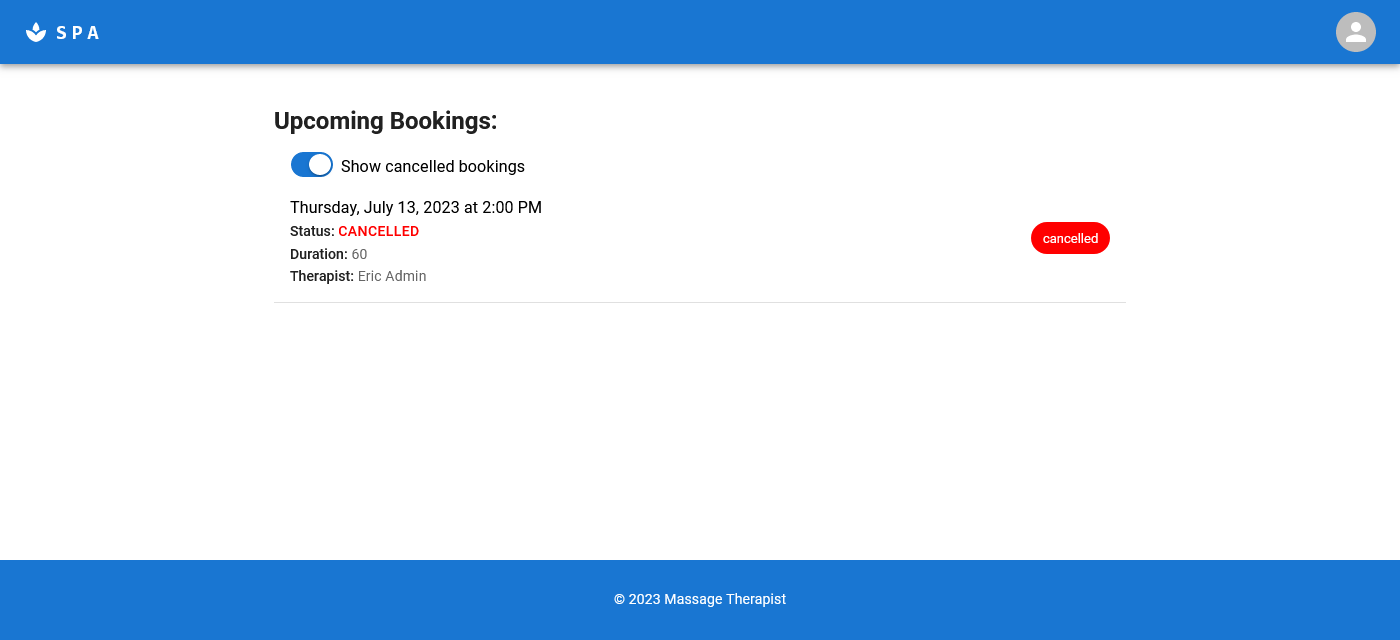 SPA
Upcoming Bookings:
Show cancelled bookings
Thursday, July 13, 2023 at 2:00 PM
Status: CANCELLED
cancelled
Duration: 60
Therapist: Eric Admin
© 2023 Massage Therapist